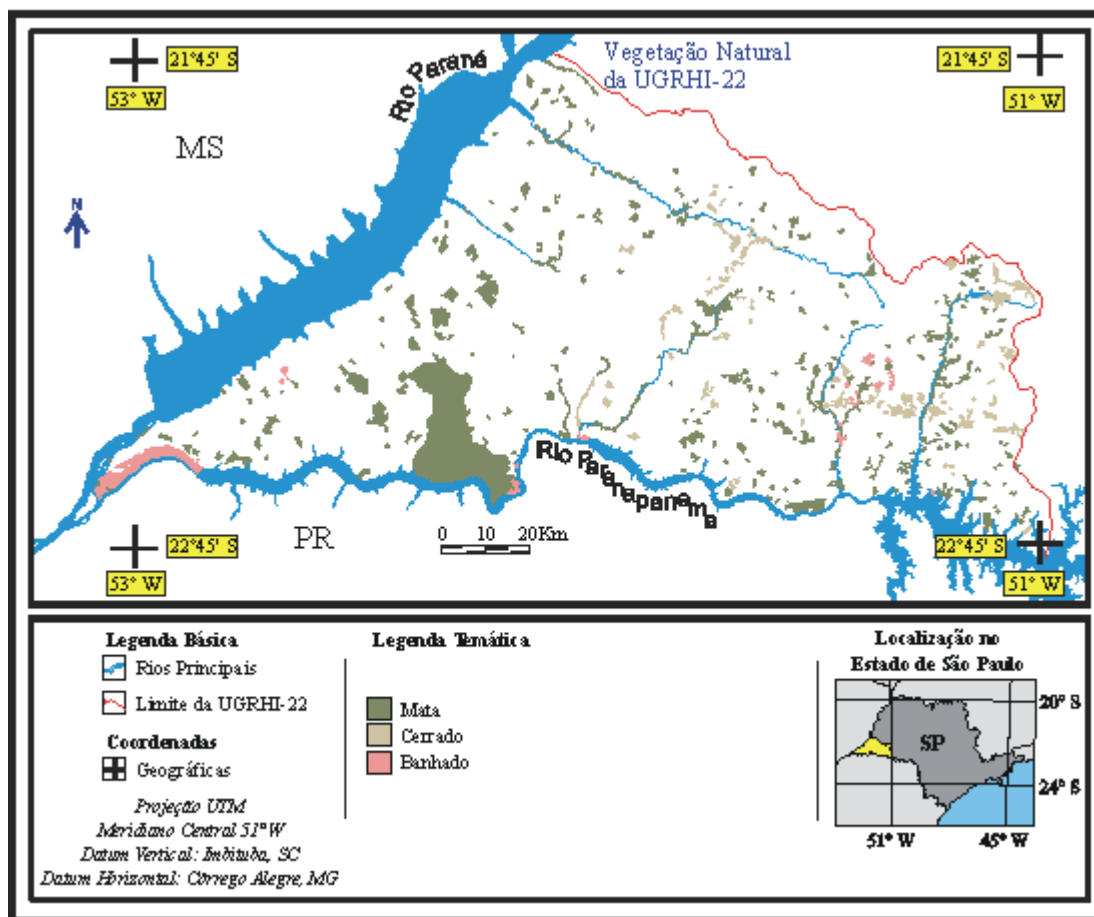 21°45' S
53° W
Rio Paraná
Vegetação Natural
da UGRHI-22
21°45' S
51° W
MS
N
Rio Paranapanema
PR
0 10 20Km
22°45' S
53° W
22°45' S
51° W
Legenda Básica
Rios Principais
Limite da UGRHI-22
Coordenadas
Geográficas
Projeção UTM
Meridiano Central 51°W
Datum Vertical: Imbituba, SC
Datum Horizontal: Córrego Alegre, MG
Legenda Temática
Mata
Cerrado
Banhado
Localização no
Estado de São Paulo
20° S
SP
24° S
51° W
45° W